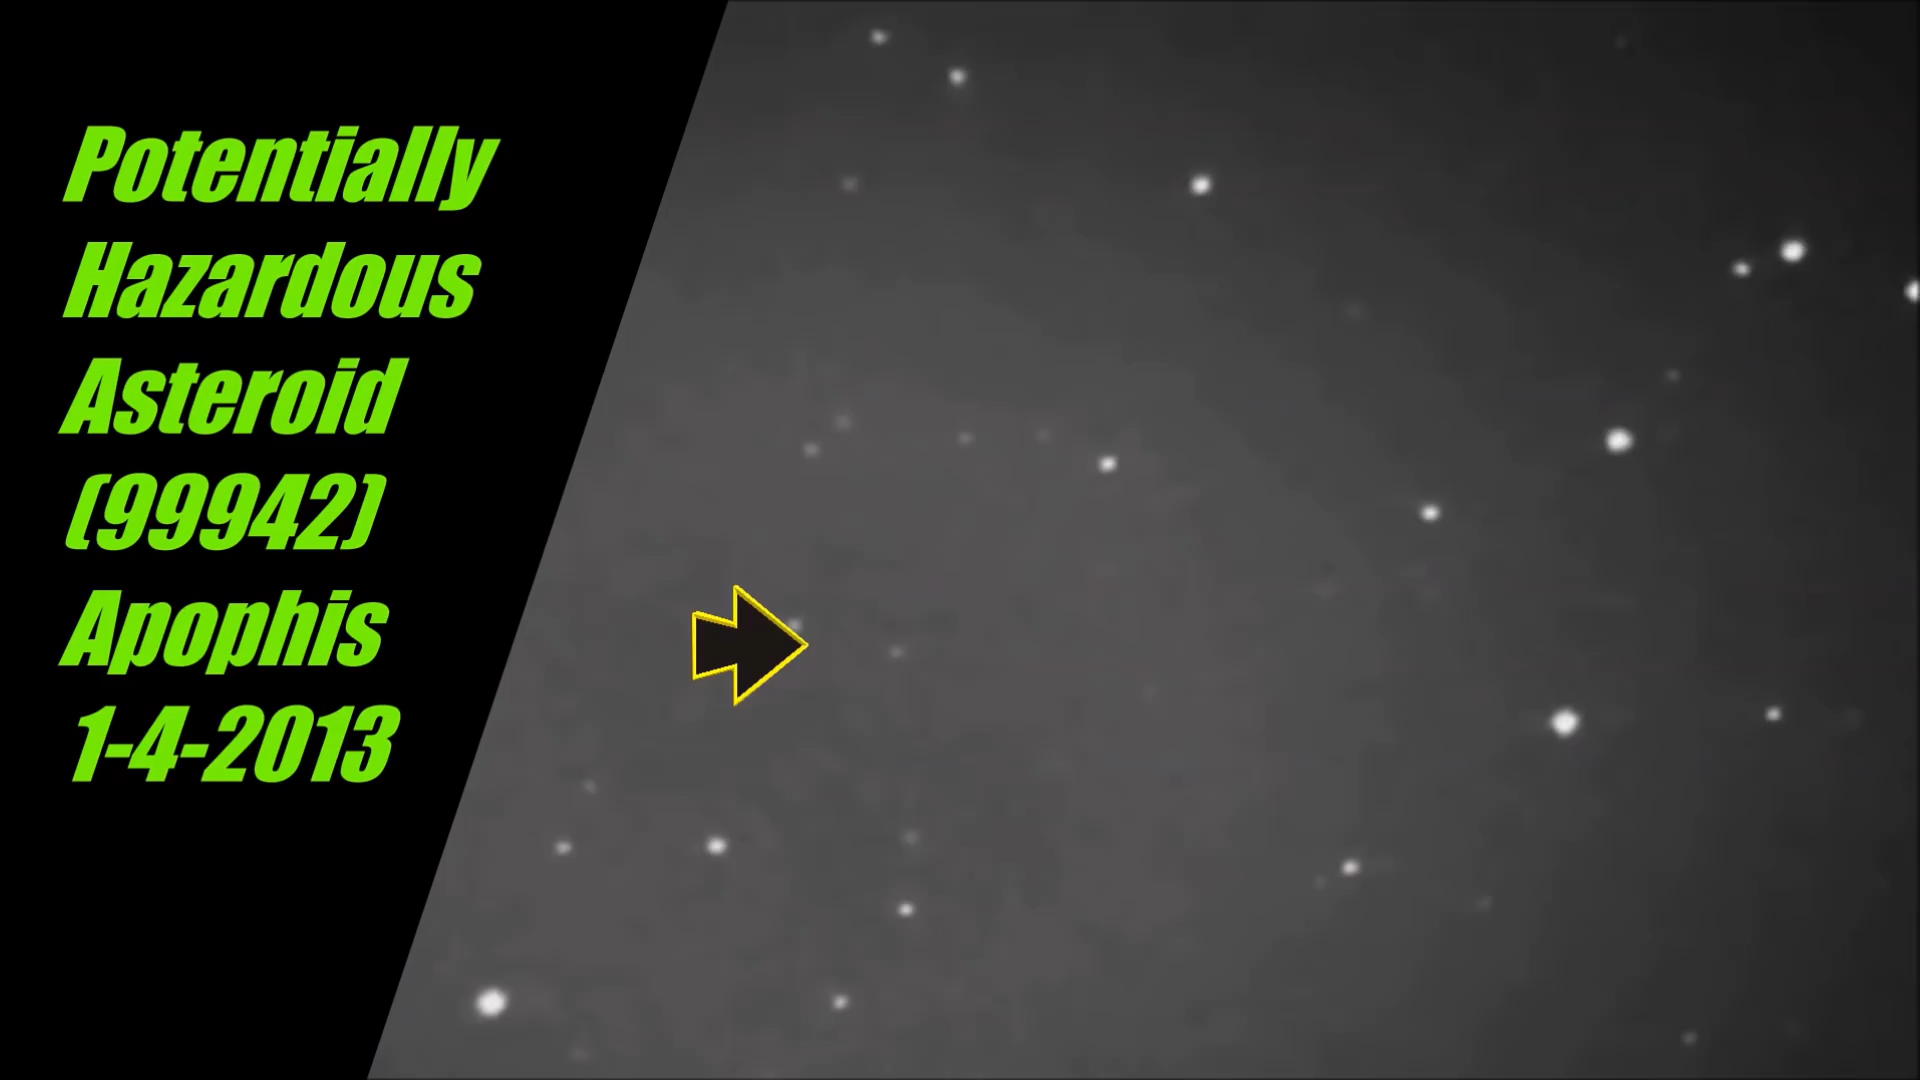 Potentially
Hazardous
Asteroid
(99942)
Apophis
1-4-2013